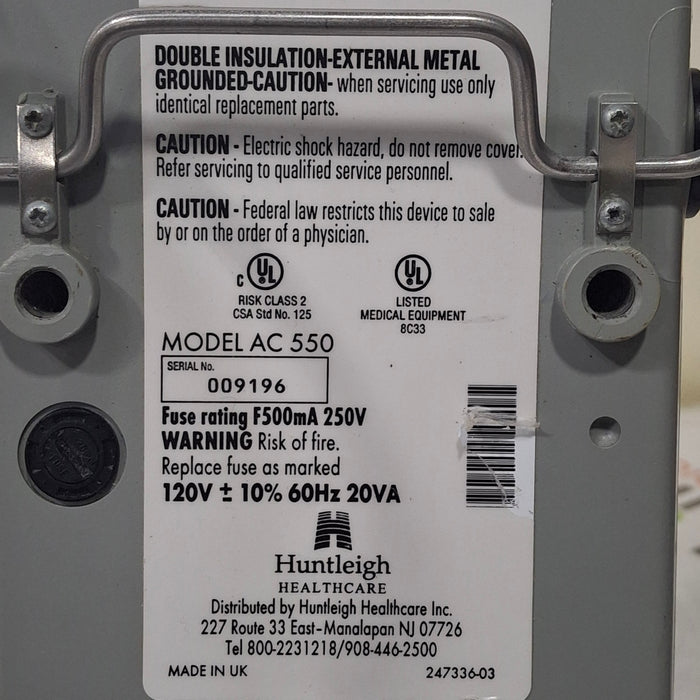 DOUBLE INSULATION-EXTERNAL METAL
GROUNDED-CAUTION- when servicing use only
identical replacement parts.
CAUTION - Electric shock hazard, do not remove cover.
Refer servicing to qualified service personnel.
CAUTION - Federal law restricts this device to sale
by or on the order of a physician.
C UL UL
RISK CLASS 2
CSA Std No. 125
LISTED
MEDICAL EQUIPMENT
8C33
MODEL AC 550
SERIAL No.
009196
Fuse rating F500mA 250V
WARNING Risk of fire.
Replace fuse as marked
120V ± 10% 60Hz 20VA
Huntleigh
HEALTHCARE
Distributed by Huntleigh Healthcare Inc.
227 Route 33 East-Manalapan NJ 07726
Tel 800-2231218/908-446-2500
MADE IN UK 247336-03